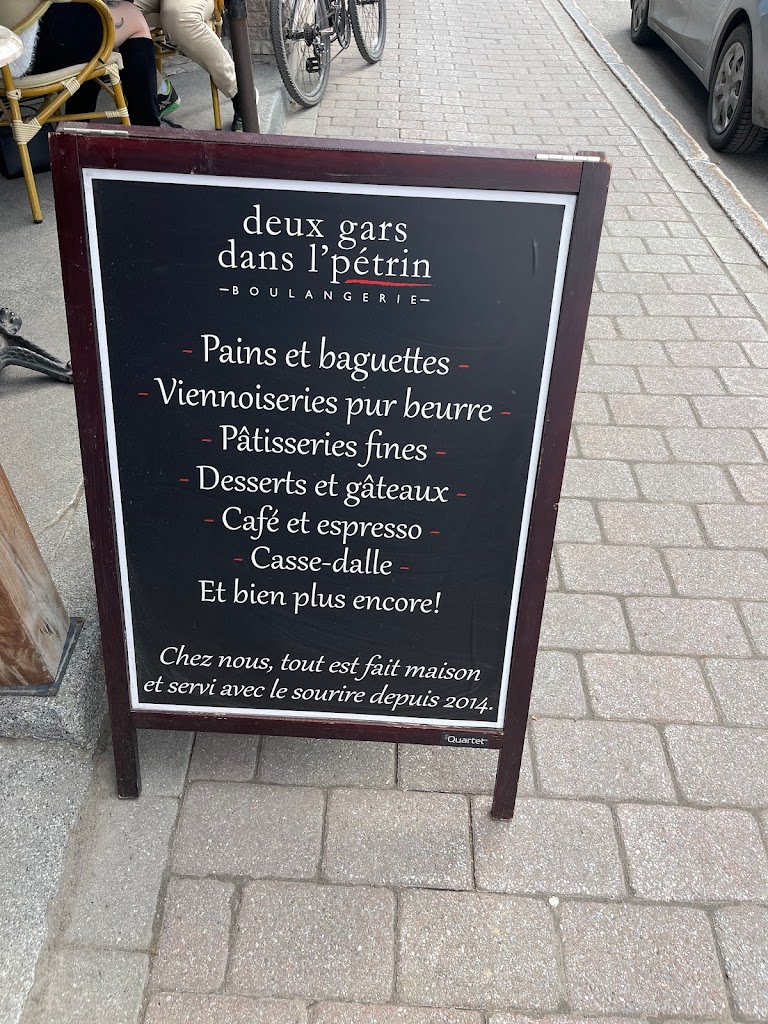 deux gars
dans l'pétrin
–BOULANGERIE–
- Pains et baguettes -
- Viennoiseries pur beurre -
- Pâtisseries fines -
- Desserts et gâteaux -
- Café et espresso -
- Casse-dalle -
Et bien plus encore!
Chez nous, tout est fait maison
et servi avec le sourire depuis 2014.
Quartet